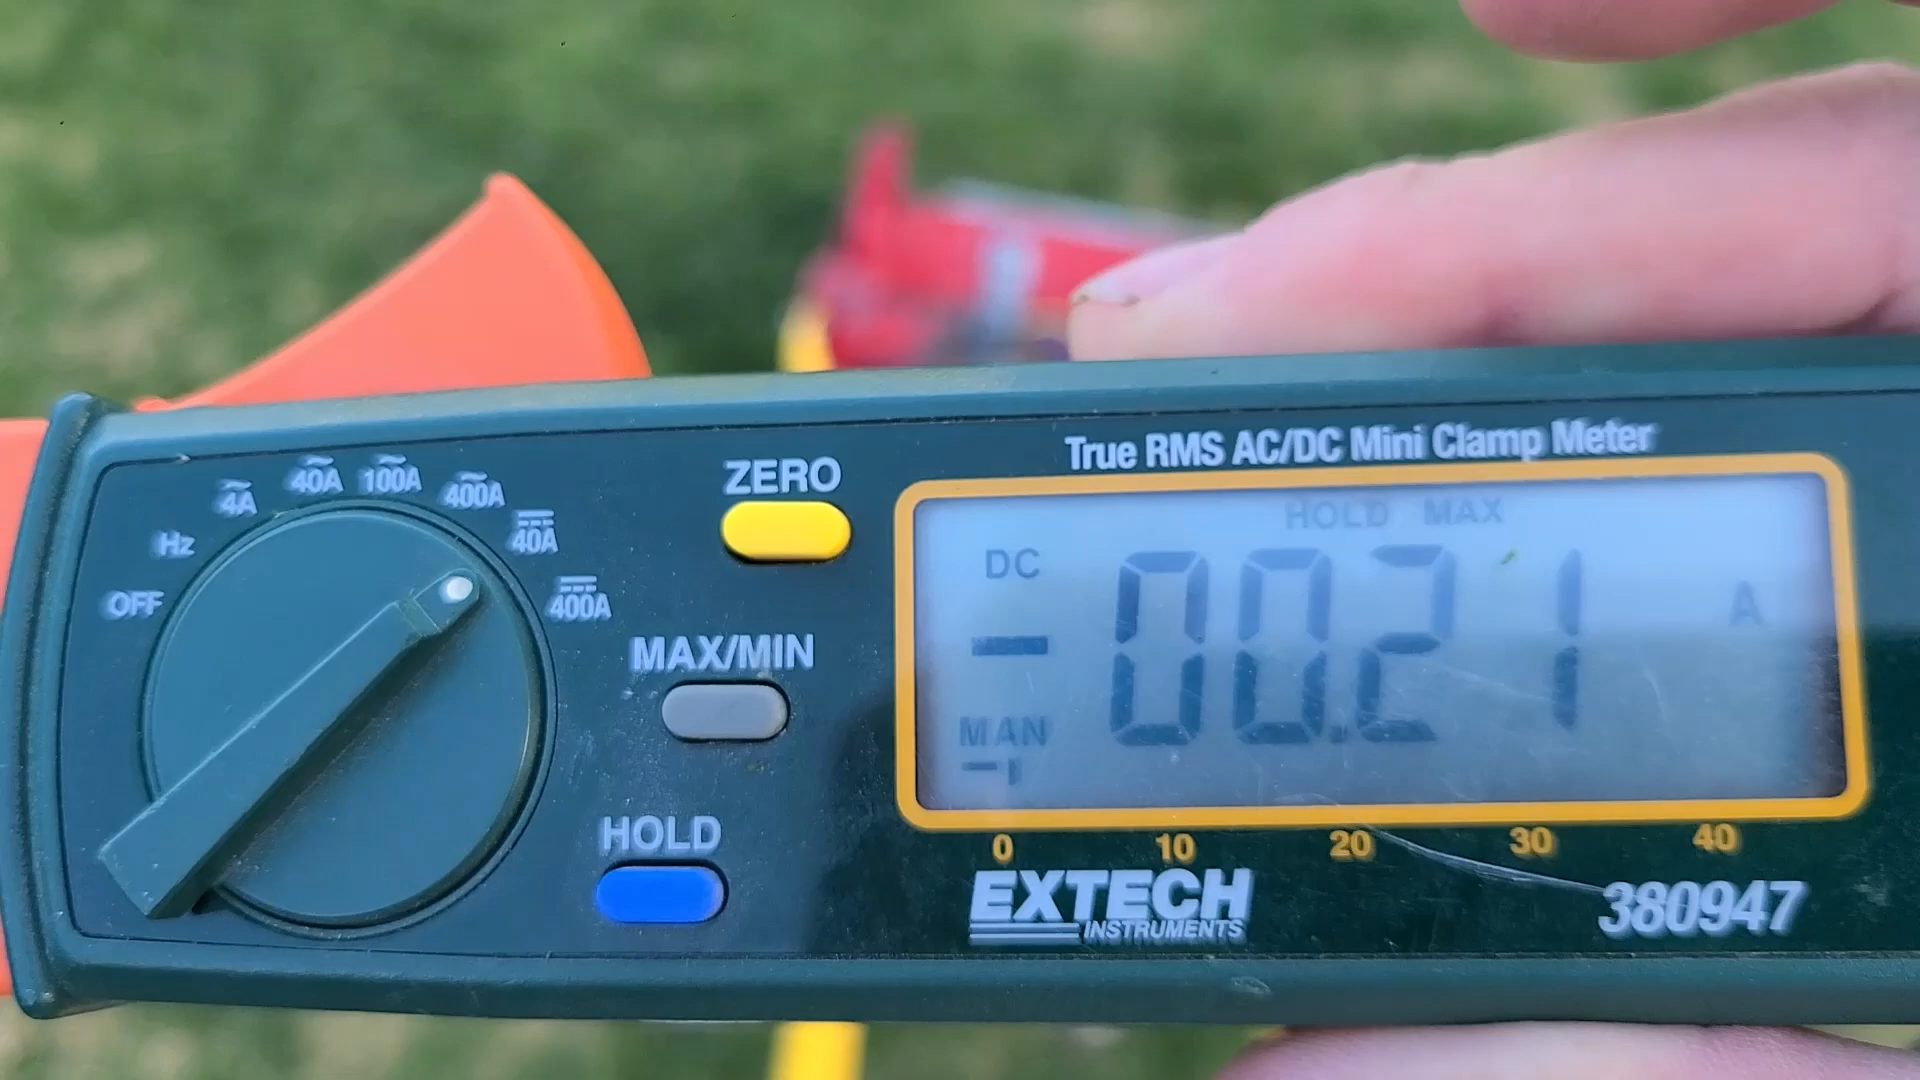 True RMS AC/DC Mini Clamp Meter
OFF
Hz
4A
40A
100A
400A
40A
400A
ZERO
MAX/MIN
HOLD
HOLD MAX
DC
-00.21
A
MAN
0 10 20 30 40
EXTECH
INSTRUMENTS
380947